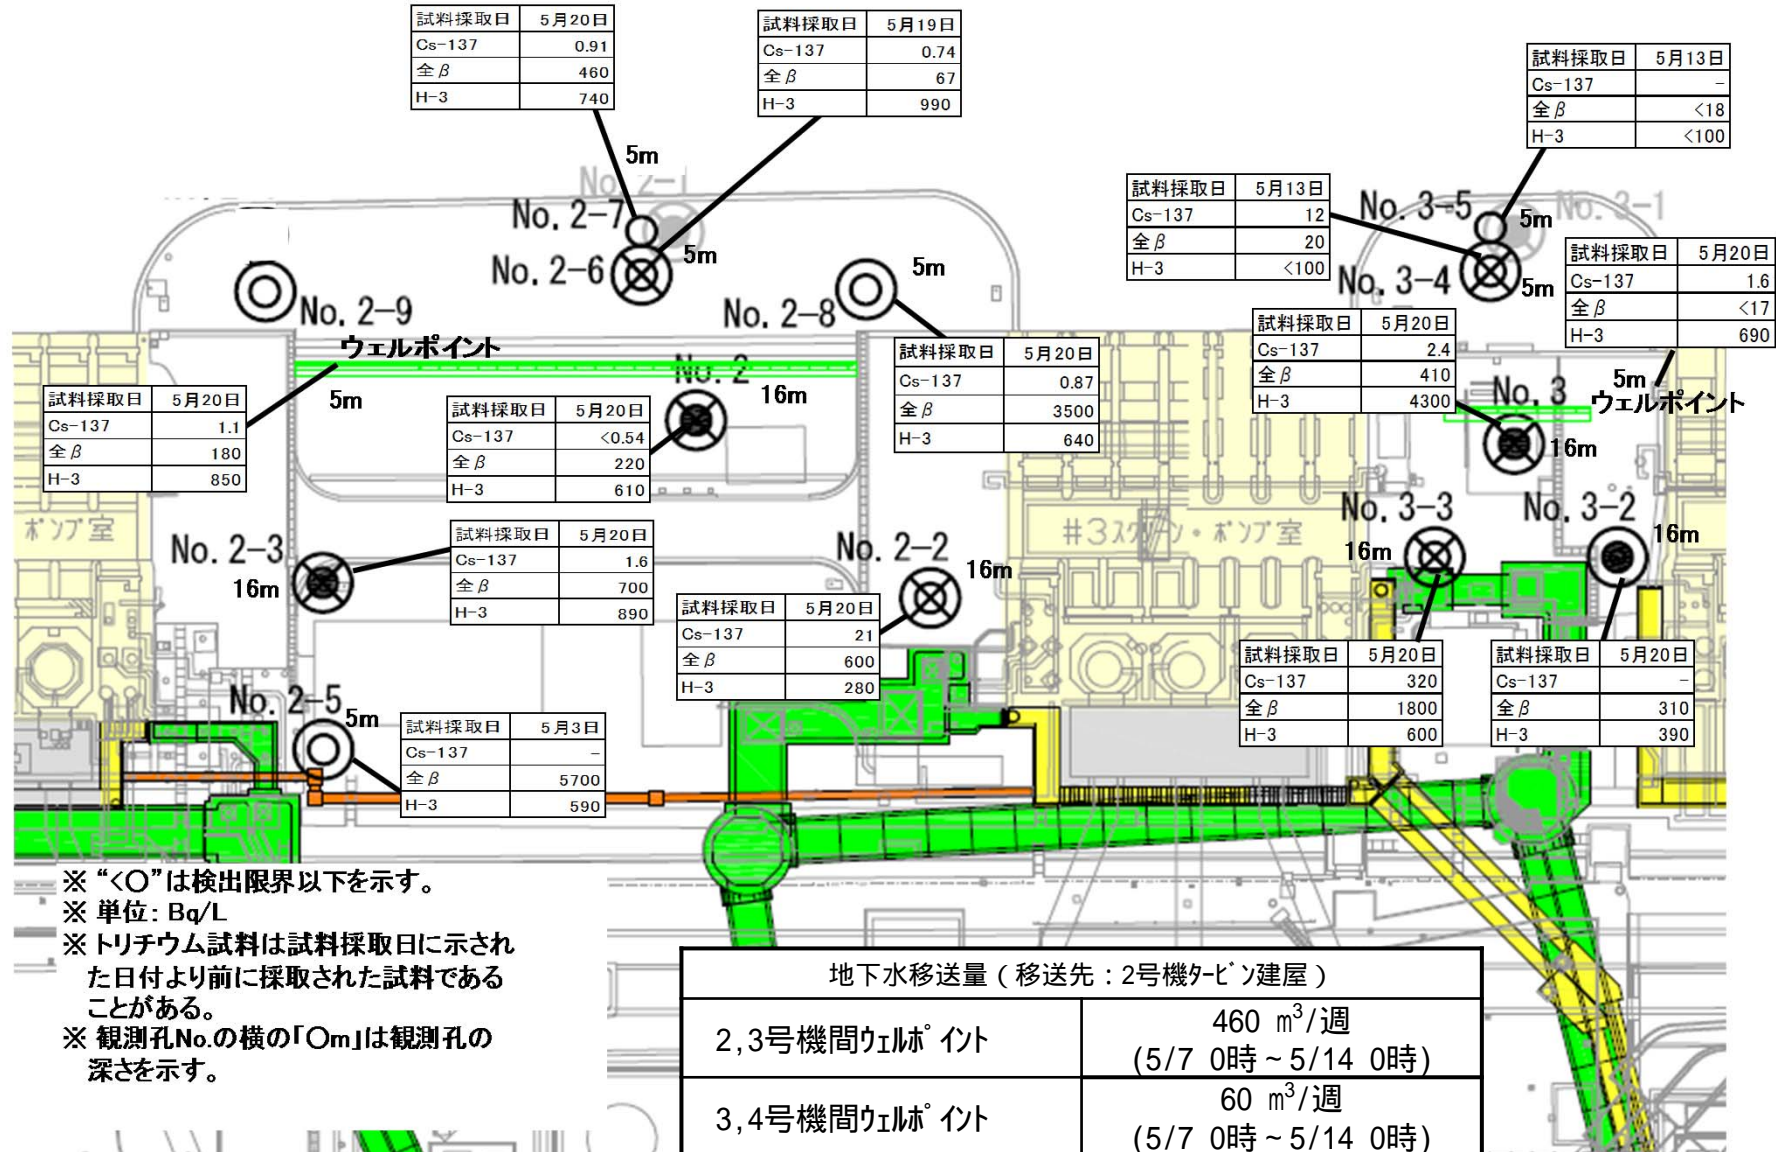 試料採取日 5月20日
Cs-137 0.91
全β 460
H-3 740
試料採取日 5月19日
Cs-137 0.74
全β 67
H-3 990
試料採取日 5月13日
Cs-137 -
全β <18
H-3 <100
5m
No. 2-1
試料採取日 5月13日
Cs-137 12
全β 20
H-3 <100
No. 2-7
No. 2-6
5m
No. 3-5
5m
No. 3-1
No. 3-4
5m
試料採取日 5月20日
Cs-137 1.6
全β <17
H-3 690
No. 2-9
No. 2-8
5m
ウェルポイント
5m
試料採取日 5月20日
Cs-137 1.1
全β 180
H-3 850
No. 2
16m
試料採取日 5月20日
Cs-137 <0.54
全β 220
H-3 610
試料採取日 5月20日
Cs-137 0.87
全β 3500
H-3 640
試料採取日 5月20日
Cs-137 2.4
全β 410
H-3 4300
No. 3
16m
5m
ウェルポイント
ポンプ室
No. 2-3
16m
試料採取日 5月20日
Cs-137 1.6
全β 700
H-3 890
No. 2-2
16m
#3スクリーン・ポンプ室
No. 3-3
16m
No. 3-2
16m
試料採取日 5月20日
Cs-137 21
全β 600
H-3 280
試料採取日 5月20日
Cs-137 320
全β 1800
H-3 600
試料採取日 5月20日
Cs-137 -
全β 310
H-3 390
No. 2-5
5m
試料採取日 5月3日
Cs-137 -
全β 5700
H-3 590
※ “<〇”は検出限界以下を示す。
※ 単位: Bq/L
※ トリチウム試料は試料採取日に示され
た日付より前に採取された試料である
ことがある。
※ 観測孔No.の横の「〇m」は観測孔の
深さを示す。
地下水移送量（移送先：2号機ﾀｰﾋﾞﾝ建屋）
2,3号機間ｳｪﾙﾎﾟｲﾝﾄ 460 m³/週
(5/7 0時～5/14 0時)
3,4号機間ｳｪﾙﾎﾟｲﾝﾄ 60 m³/週
(5/7 0時～5/14 0時)